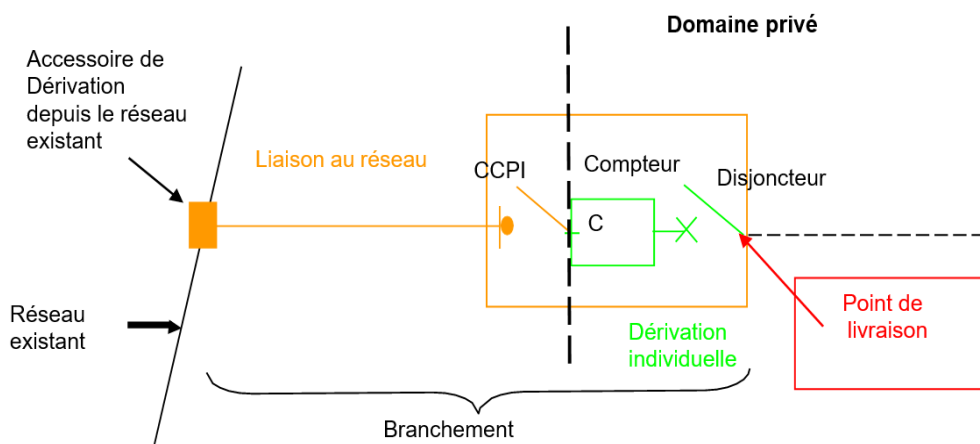 Domaine privé
Accessoire de
Dérivation
depuis le réseau
existant
Liaison au réseau
CCPI
Compteur
Disjoncteur
C
Réseau
existant
Point de
livraison
Dérivation
individuelle
Branchement